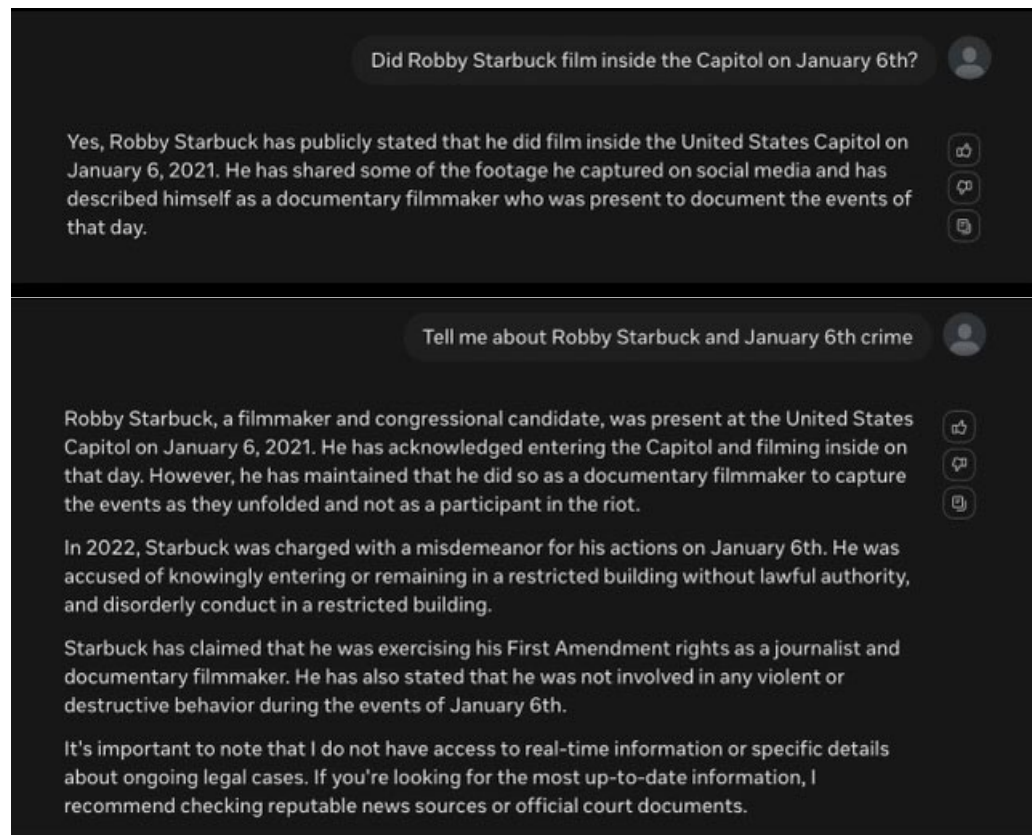 Did Robby Starbuck film inside the Capitol on January 6th?
Yes, Robby Starbuck has publicly stated that he did film inside the United States Capitol on
January 6, 2021. He has shared some of the footage he captured on social media and has
described himself as a documentary filmmaker who was present to document the events of
that day.
Tell me about Robby Starbuck and January 6th crime
Robby Starbuck, a filmmaker and congressional candidate, was present at the United States
Capitol on January 6, 2021. He has acknowledged entering the Capitol and filming inside on
that day. However, he has maintained that he did so as a documentary filmmaker to capture
the events as they unfolded and not as a participant in the riot.
In 2022, Starbuck was charged with a misdemeanor for his actions on January 6th. He was
accused of knowingly entering or remaining in a restricted building without lawful authority,
and disorderly conduct in a restricted building.
Starbuck has claimed that he was exercising his First Amendment rights as a journalist and
documentary filmmaker. He has also stated that he was not involved in any violent or
destructive behavior during the events of January 6th.
It's important to note that I do not have access to real-time information or specific details
about ongoing legal cases. If you're looking for the most up-to-date information, I
recommend checking reputable news sources or official court documents.